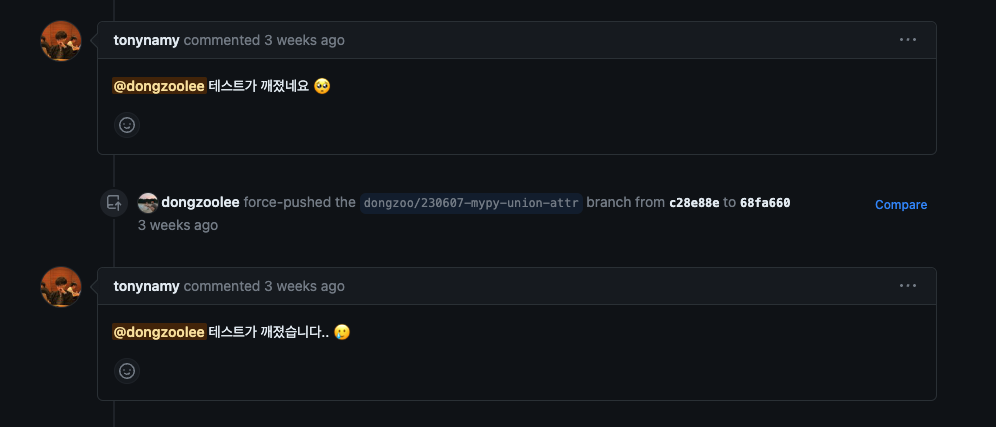 tonynamy commented 3 weeks ago
@dongzoolee 테스트가 깨졌네요 🥺
dongzoolee force-pushed the dongzoo/230607-mypy-union-attr branch from c28e88e to 68fa660 Compare
3 weeks ago
tonynamy commented 3 weeks ago
@dongzoolee 테스트가 깨졌습니다.. 🥲